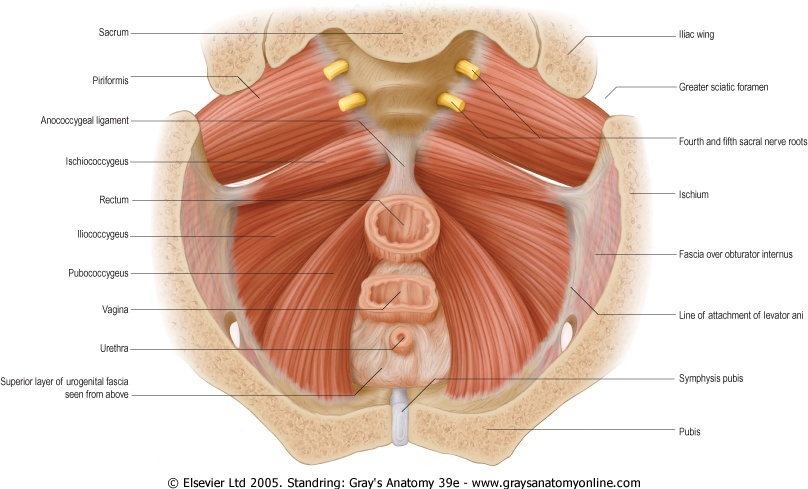 Sacrum
Piriformis
Anococcygeal ligament
Ischiococcygeus
Rectum
Iliococcygeus
Pubococcygeus
Vagina
Urethra
Superior layer of urogenital fascia
seen from above
Iliac wing
Greater sciatic foramen
Fourth and fifth sacral nerve roots
Ischium
Fascia over obturator internus
Line of attachment of levator ani
Symphysis pubis
Pubis
© Elsevier Ltd 2005. Standring: Gray's Anatomy 39e - www.graysanatomyonline.com